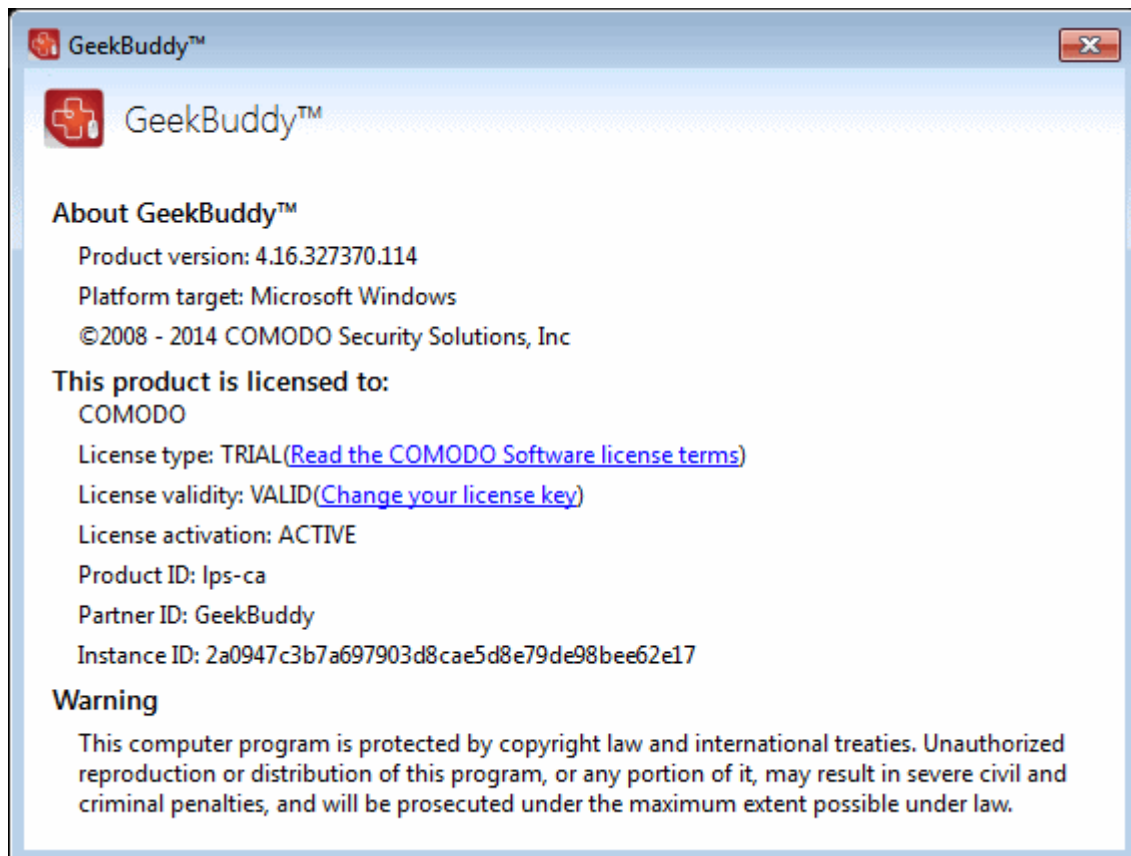 GeekBuddy™
GeekBuddy™
About GeekBuddy™
Product version: 4.16.327370.114
Platform target: Microsoft Windows
©2008 - 2014 COMODO Security Solutions, Inc
This product is licensed to:
COMODO
License type: TRIAL(Read the COMODO Software license terms)
License validity: VALID(Change your license key)
License activation: ACTIVE
Product ID: lps-ca
Partner ID: GeekBuddy
Instance ID: 2a0947c3b7a697903d8cae5d8e79de98bee62e17
Warning
This computer program is protected by copyright law and international treaties. Unauthorized
reproduction or distribution of this program, or any portion of it, may result in severe civil and
criminal penalties, and will be prosecuted under the maximum extent possible under law.